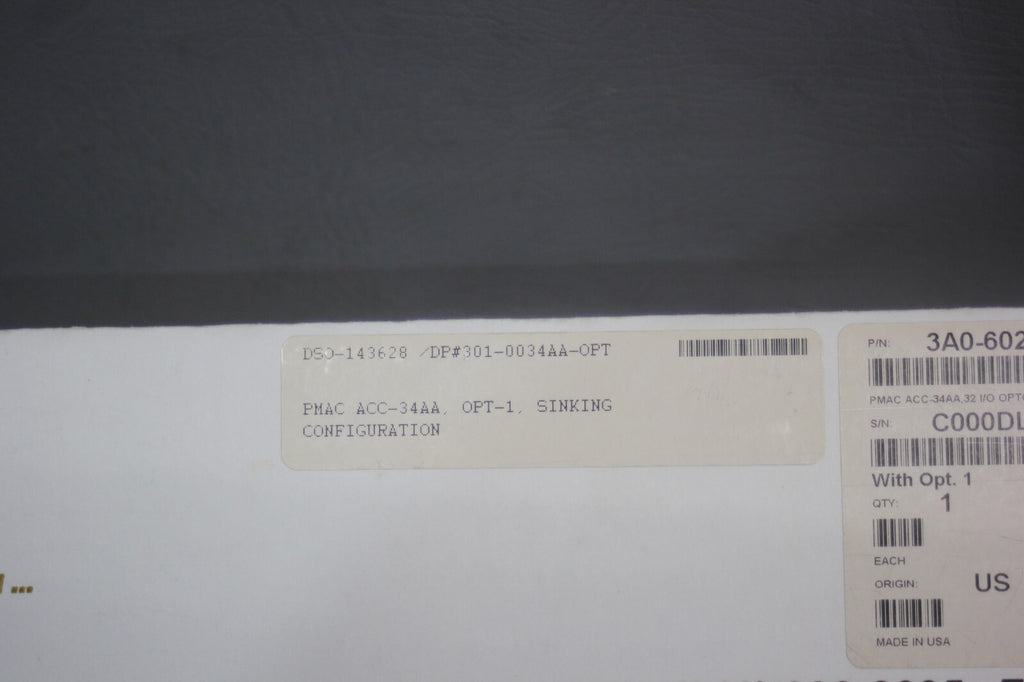 DSO-143628 /DP#301-0034AA-OPT
PMAC ACC-34AA, OPT-1, SINKING
CONFIGURATION
P/N: 3A0-602
PMAC ACC-34AA,32 I/O OPTO
S/N: C000DL
With Opt. 1
QTY: 1
EACH
ORIGIN: US
MADE IN USA